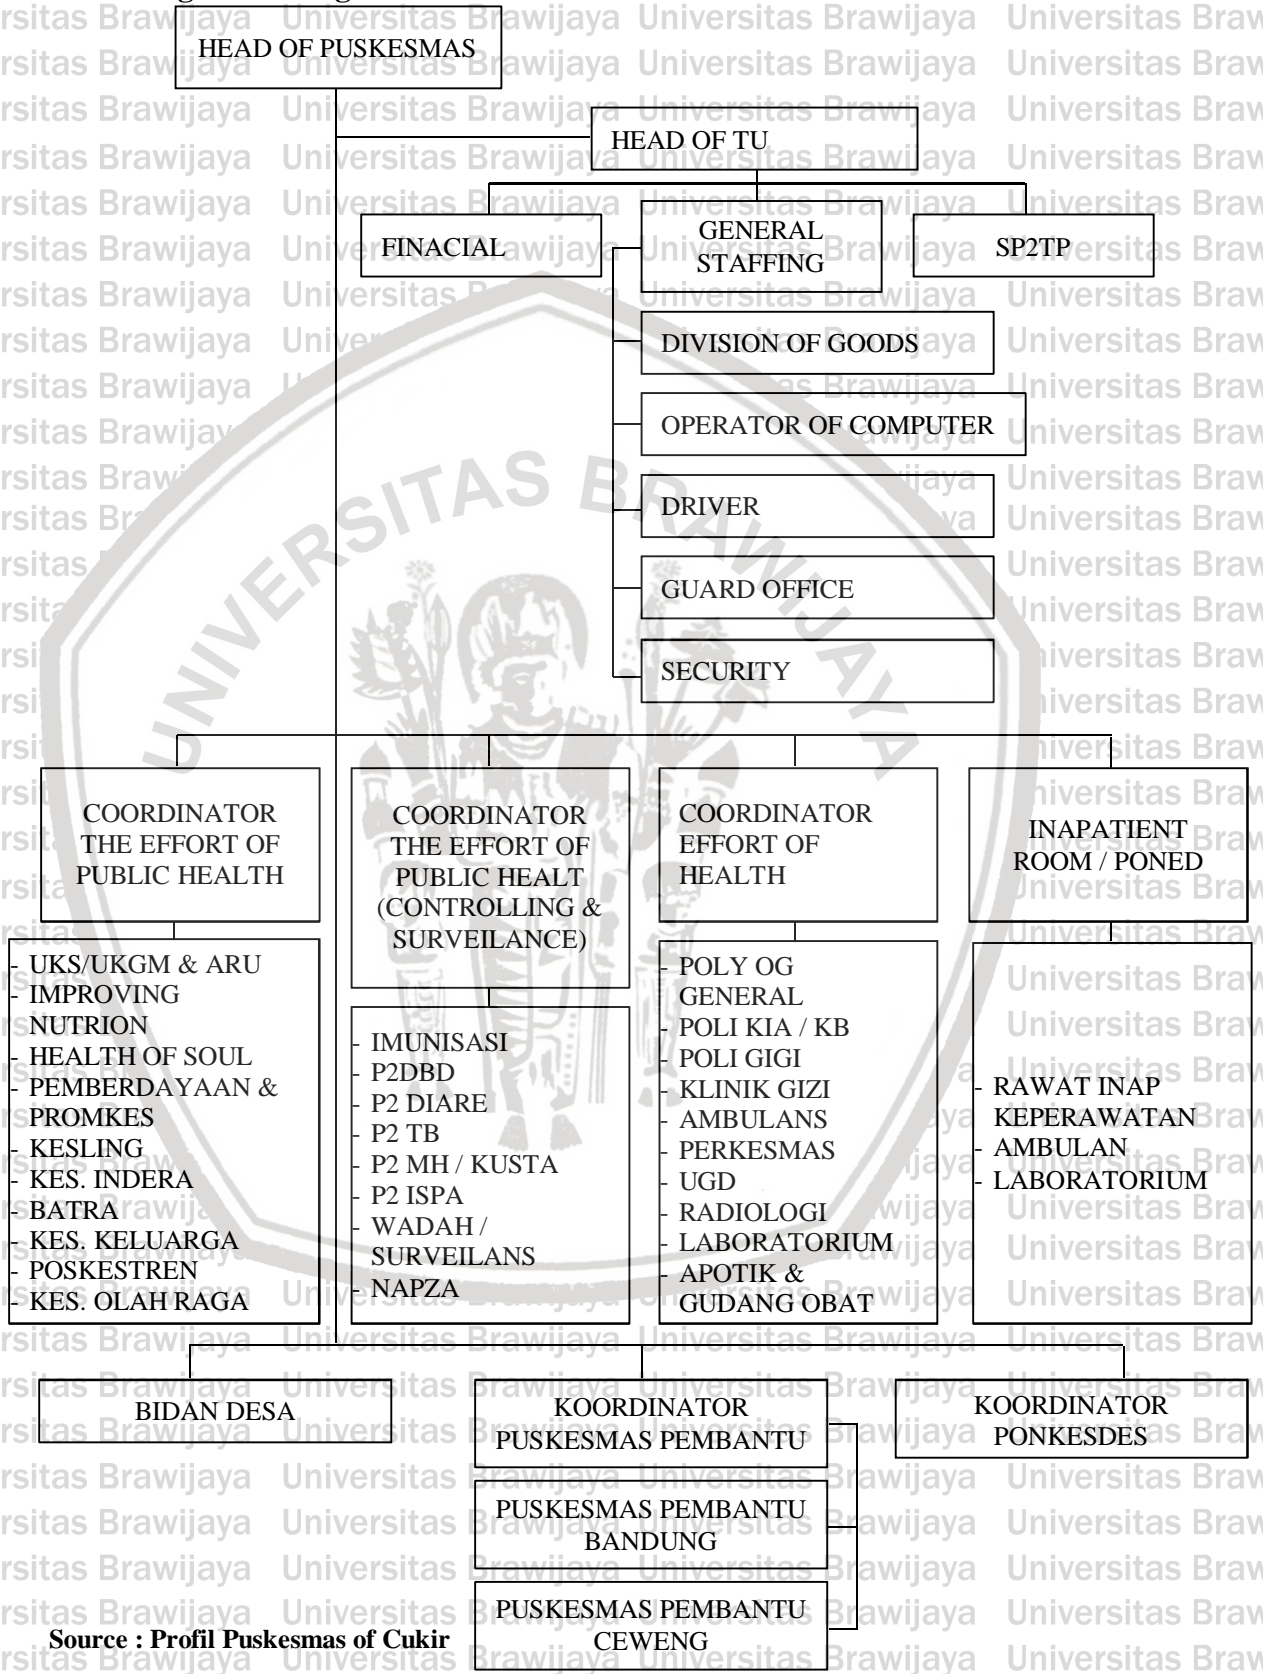 HEAD OF PUSKESMAS
HEAD OF TU
FINACIAL
GENERAL
STAFFING
SP2TP
DIVISION OF GOODS
OPERATOR OF COMPUTER
DRIVER
GUARD OFFICE
SECURITY
UNIVERSITAS BRAWIJAYA
COORDINATOR
THE EFFORT OF
PUBLIC HEALTH
COORDINATOR
THE EFFORT OF
PUBLIC HEALT
(CONTROLLING &
SURVEILANCE)
COORDINATOR
EFFORT OF
HEALTH
INAPATIENT
ROOM / PONED
- UKS/UKGM & ARU
- IMPROVING
NUTRION
- HEALTH OF SOUL
- PEMBERDAYAAN &
PROMKES
- KESLING
- KES. INDERA
- BATRA
- KES. KELUARGA
- POSKESTREN
- KES. OLAH RAGA
- IMUNISASI
- P2DBD
- P2 DIARE
- P2 TB
- P2 MH / KUSTA
- P2 ISPA
- WADAH /
SURVEILANS
- NAPZA
- POLY OG
GENERAL
- POLI KIA / KB
- POLI GIGI
- KLINIK GIZI
- AMBULANS
- PERKESMAS
- UGD
- RADIOLOGI
- LABORATORIUM
- APOTIK &
GUDANG OBAT
- RAWAT INAP
KEPERAWATAN
- AMBULAN
- LABORATORIUM
BIDAN DESA
KOORDINATOR
PUSKESMAS PEMBANTU
KOORDINATOR
PONKESDES
PUSKESMAS PEMBANTU
BANDUNG
PUSKESMAS PEMBANTU
CEWENG
Source : Profil Puskesmas of Cukir